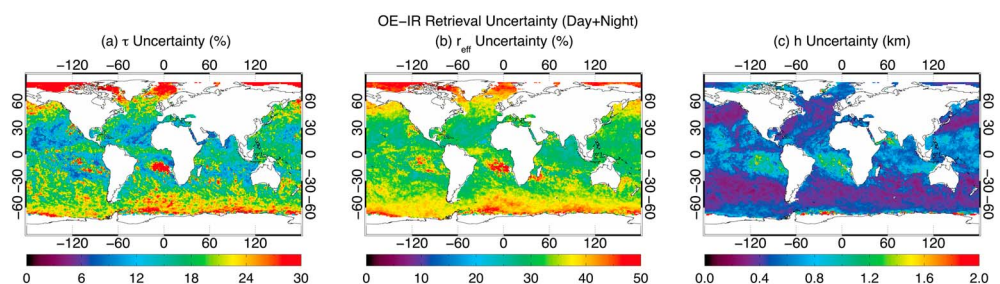 OE-IR Retrieval Uncertainty (Day+Night)
(a) τ Uncertainty (%)
(b) r_eff Uncertainty (%)
(c) h Uncertainty (km)
−120 −60 0 60 120
−120 −60 0 60 120
−120 −60 0 60 120
60 30 0 −30 −60
60 30 0 −30 −60
60 30 0 −30 −60
60 30 0 −30 −60
60 30 0 −30 −60
60 30 0 −30 −60
−120 −60 0 60 120
−120 −60 0 60 120
−120 −60 0 60 120
0 6 12 18 24 30
0 10 20 30 40 50
0.0 0.4 0.8 1.2 1.6 2.0